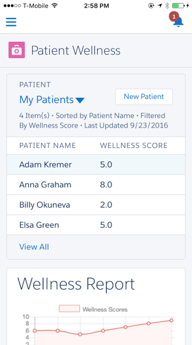 T-Mobile 2:58 PM
1
Patient Wellness
PATIENT
My Patients
New Patient
4 Item(s) • Sorted by Patient Name • Filtered
By Wellness Score • Last Updated 9/23/2016
PATIENT NAME WELLNESS SCORE
Adam Kremer 5.0
Anna Graham 8.0
Billy Okuneva 2.0
Elsa Green 5.0
View All
Wellness Report
Wellness Scores
10
8
6
4
2